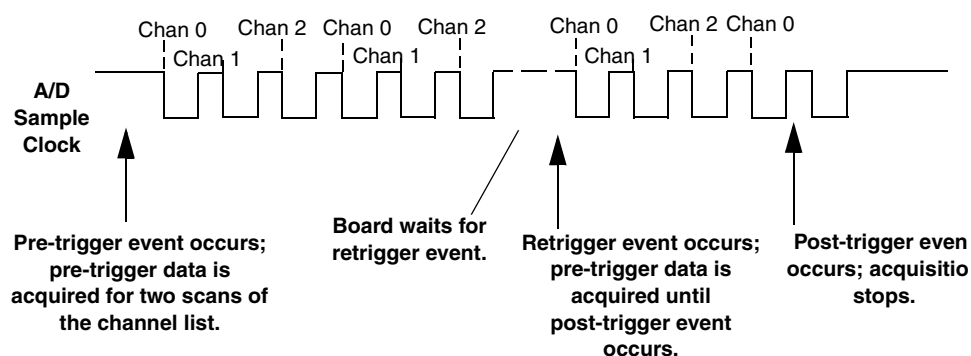 Chan 0 Chan 2 Chan 0 Chan 2 Chan 0 Chan 2 Chan 0
Chan 1 Chan 1 Chan 1
A/D
Sample
Clock
Pre-trigger event occurs;
pre-trigger data is
acquired for two scans of
the channel list.
Board waits for
retrigger event.
Retrigger event occurs;
pre-trigger data is
acquired until
post-trigger event
occurs.
Post-trigger even
occurs; acquisitio
stops.